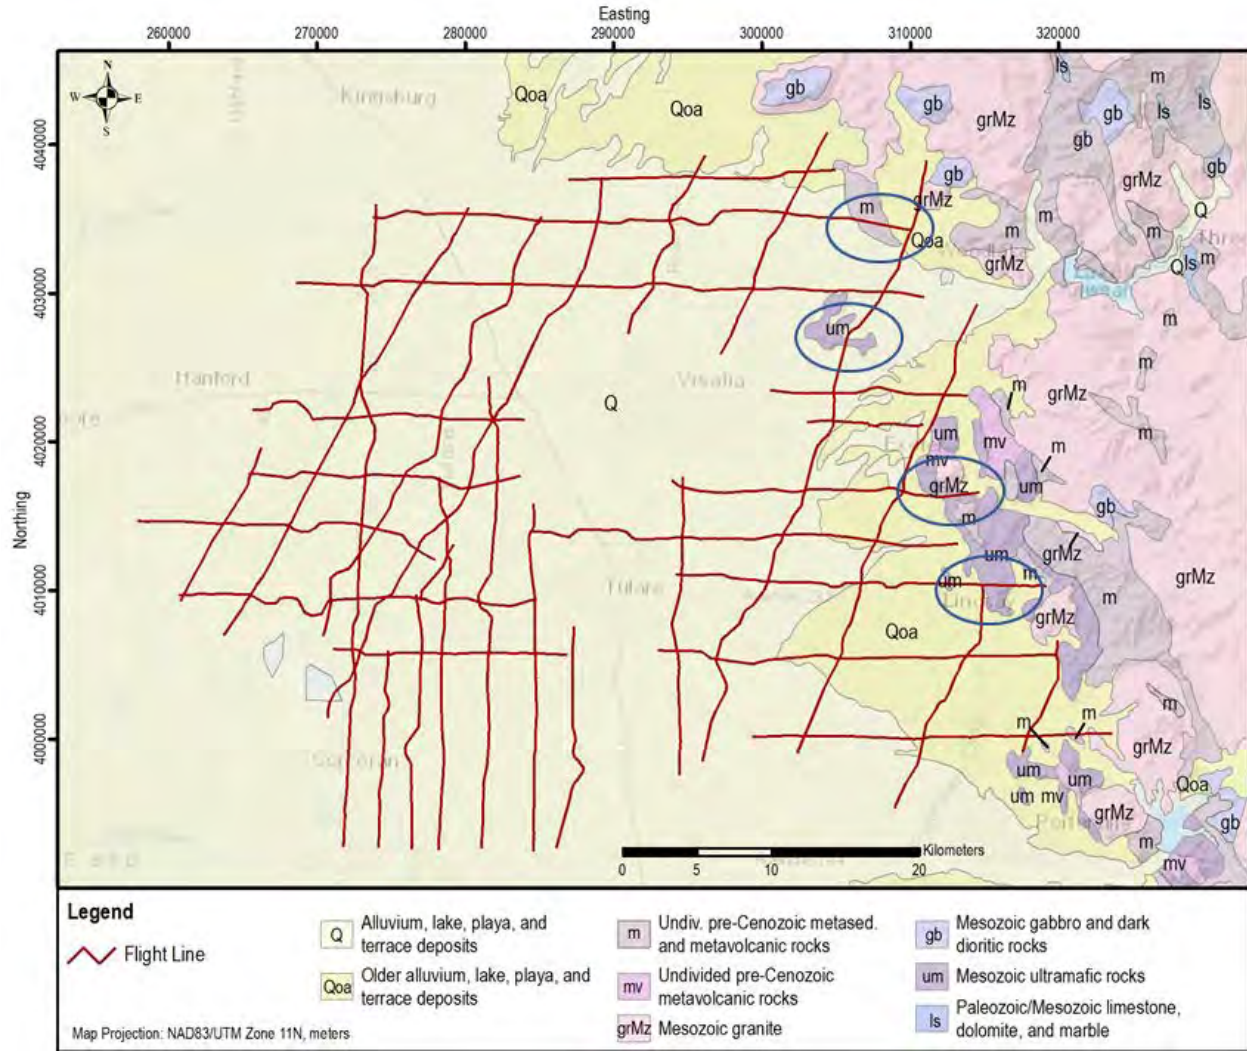 Easting
260000 270000 280000 290000 300000 310000 320000
N
W E
S
Kingsburg
Qoa
Qoa
gb
gb
grMz
ls
m
gb
ls
ls
gb
4040000
gb
grMz
gb
m
grMz
m
m
Q
Qoa
grMz
m
Q
ls
m
Three
4030000
um
m
Hanford
Visalia
m
m
grMz
Q
4020000
um
mv
m
m
mv
grMz
um
gb
m
Northing
um
grMz
grMz
4010000
um
m
Tulare
m
Lindsay
grMz
Qoa
4000000
m
m
m
grMz
Corcoran
um
um
Qoa
um
mv
grMz
gb
m
mv
0 5 10 20 Kilometers
Legend
Flight Line
Q Alluvium, lake, playa, and
terrace deposits
Qoa Older alluvium, lake, playa, and
terrace deposits
m Undiv. pre-Cenozoic metased.
and metavolcanic rocks
mv Undivided pre-Cenozoic
metavolcanic rocks
grMz Mesozoic granite
gb Mesozoic gabbro and dark
dioritic rocks
um Mesozoic ultramafic rocks
ls Paleozoic/Mesozoic limestone,
dolomite, and marble
Map Projection: NAD83/UTM Zone 11N, meters